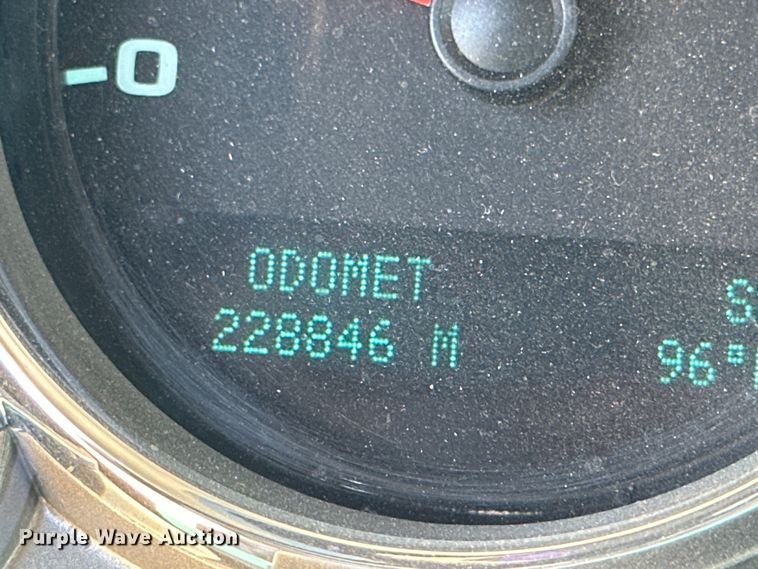 0
ODOMET
228846 M
S
96°
Purple Wave Auction